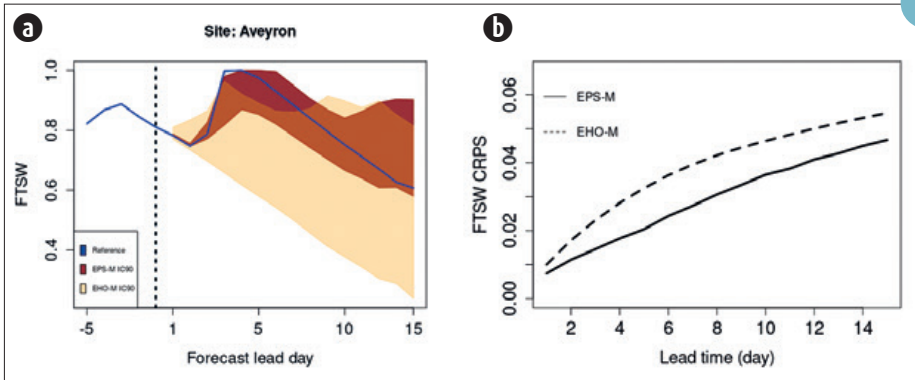 a
Site: Aveyron
FTSW
1.0
0.8
0.6
0.4
Reference
EPS-M IC90
EHO-M IC90
-5
1
5
10
15
Forecast lead day
b
FTSW CRPS
0.06
0.04
0.02
0.00
EPS-M
EHO-M
2
4
6
8
10
12
14
Lead time (day)